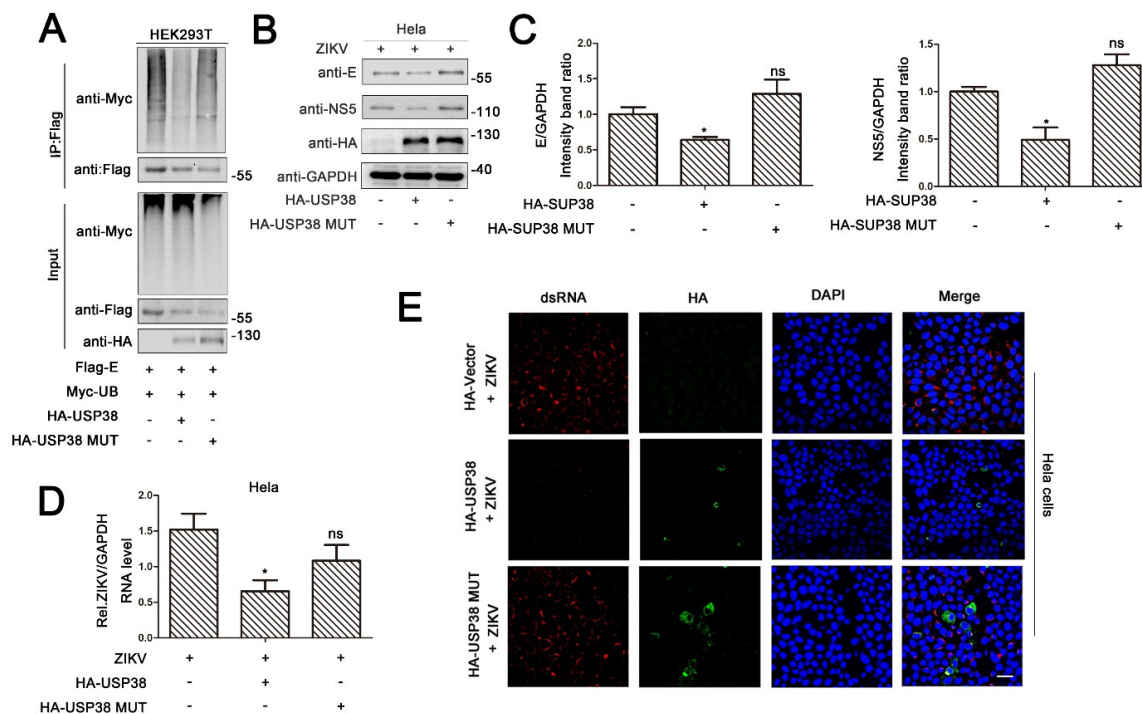 A
HEK293T
IP:Flag
anti-Myc
anti:Flag
-55
Input
anti-Myc
anti-Flag
-55
anti-HA
-130
Flag-E + + +
Myc-UB + + +
HA-USP38 - + -
HA-USP38 MUT - - +
B
Hela
ZIKV + + +
anti-E
-55
anti-NS5
-110
anti-HA
-130
anti-GAPDH
-40
HA-USP38 - + -
HA-USP38 MUT - - +
C
E/GAPDH
Intensity band ratio
2.0
1.5
1.0
0.5
0.0
*
ns
HA-SUP38 - + -
HA-SUP38 MUT - - +
NS5/GAPDH
Intensity band ratio
1.5
1.0
0.5
0.0
*
ns
HA-SUP38 - + -
HA-SUP38 MUT - - +
D
Hela
Rel.ZIKV/GAPDH
RNA level
2.0
1.5
1.0
0.5
0.0
*
ns
ZIKV + + +
HA-USP38 - + -
HA-USP38 MUT - - +
E
dsRNA HA DAPI Merge
HA-Vector
+ ZIKV
HA-USP38
+ ZIKV
HA-USP38 MUT
+ ZIKV
Hela cells